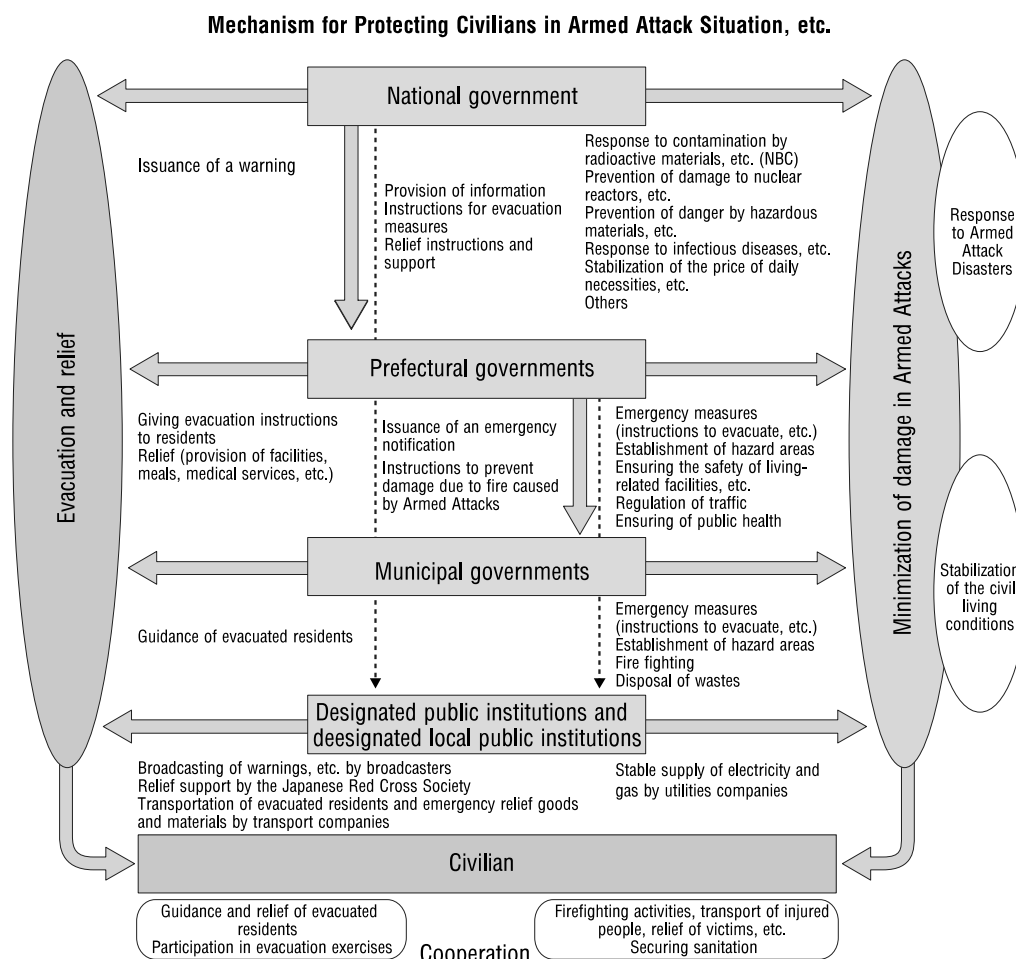 Mechanism for Protecting Civilians in Armed Attack Situation, etc.
National government
Issuance of a warning
Provision of information
Instructions for evacuation
measures
Relief instructions and
support
Response to contamination by
radioactive materials, etc. (NBC)
Prevention of damage to nuclear
reactors, etc.
Prevention of danger by hazardous
materials, etc.
Response to infectious diseases, etc.
Stabilization of the price of daily
necessities, etc.
Others
Evacuation and relief
Minimization of damage in Armed Attacks
Response
to Armed
Attack
Disasters
Prefectural governments
Giving evacuation instructions
to residents
Relief (provision of facilities,
meals, medical services, etc.)
Issuance of an emergency
notification
Instructions to prevent
damage due to fire caused
by Armed Attacks
Emergency measures
(instructions to evacuate, etc.)
Establishment of hazard areas
Ensuring the safety of living-
related facilities, etc.
Regulation of traffic
Ensuring of public health
Municipal governments
Stabilization
of the civil
living
conditions
Guidance of evacuated residents
Emergency measures
(instructions to evacuate, etc.)
Establishment of hazard areas
Fire fighting
Disposal of wastes
Designated public institutions and
deesignated local public institutions
Broadcasting of warnings, etc. by broadcasters
Relief support by the Japanese Red Cross Society
Transportation of evacuated residents and emergency relief goods
and materials by transport companies
Stable supply of electricity and
gas by utilities companies
Civilian
Guidance and relief of evacuated
residents
Participation in evacuation exercises
Cooperation
Firefighting activities, transport of injured
people, relief of victims, etc.
Securing sanitation